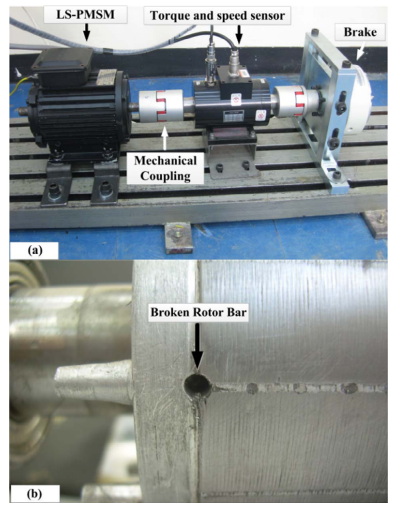 LS-PMSM
Torque and speed sensor
Brake
Mechanical
Coupling
(a)
Broken Rotor Bar
(b)